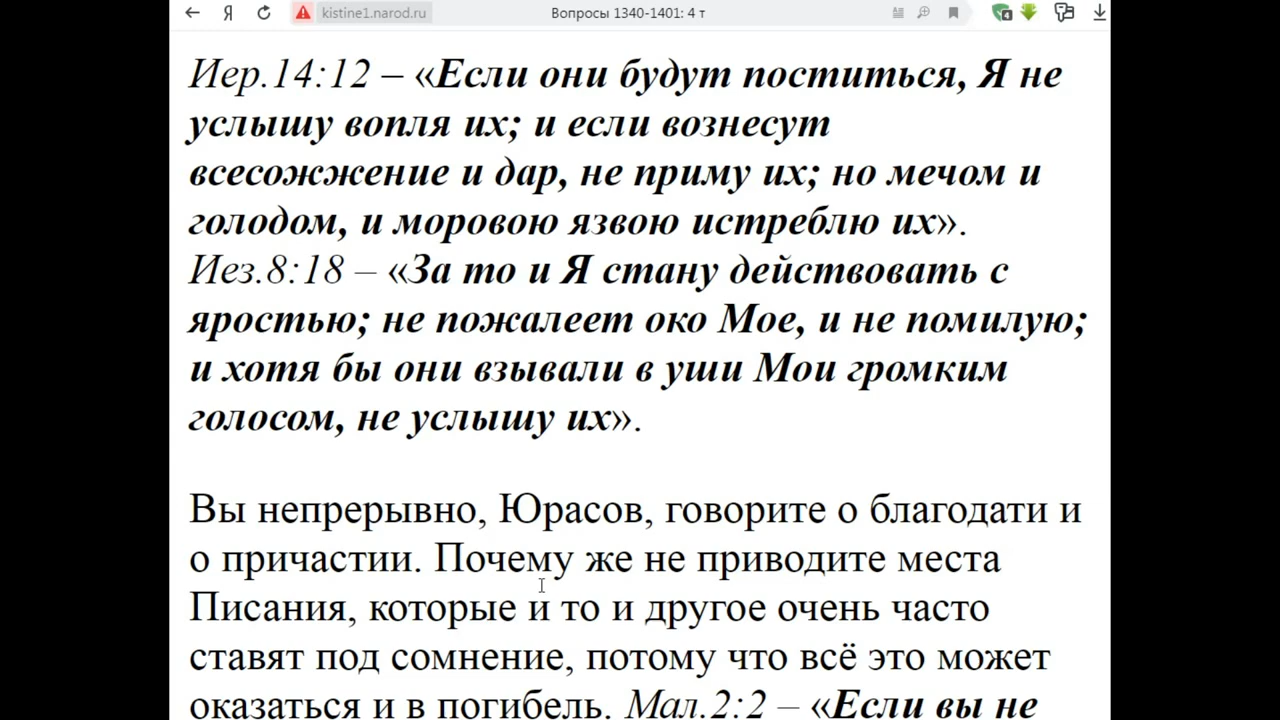 kistine1.narod.ru
Вопросы 1340-1401: 4 т
4
Иер.14:12 – «Если они будут поститься, Я не
услышу вопля их; и если вознесут
всесожжение и дар, не приму их; но мечом и
голодом, и моровою язвою истреблю их».
Иез.8:18 – «За то и Я стану действовать с
яростью; не пожалеет око Мое, и не помилую;
и хотя бы они взывали в уши Мои громким
голосом, не услышу их».
Вы непрерывно, Юрасов, говорите о благодати и
о причастии. Почему же не приводите места
Писания, которые и то и другое очень часто
ставят под сомнение, потому что всё это может
оказаться и в погибель. Мал.2:2 – «Если вы не